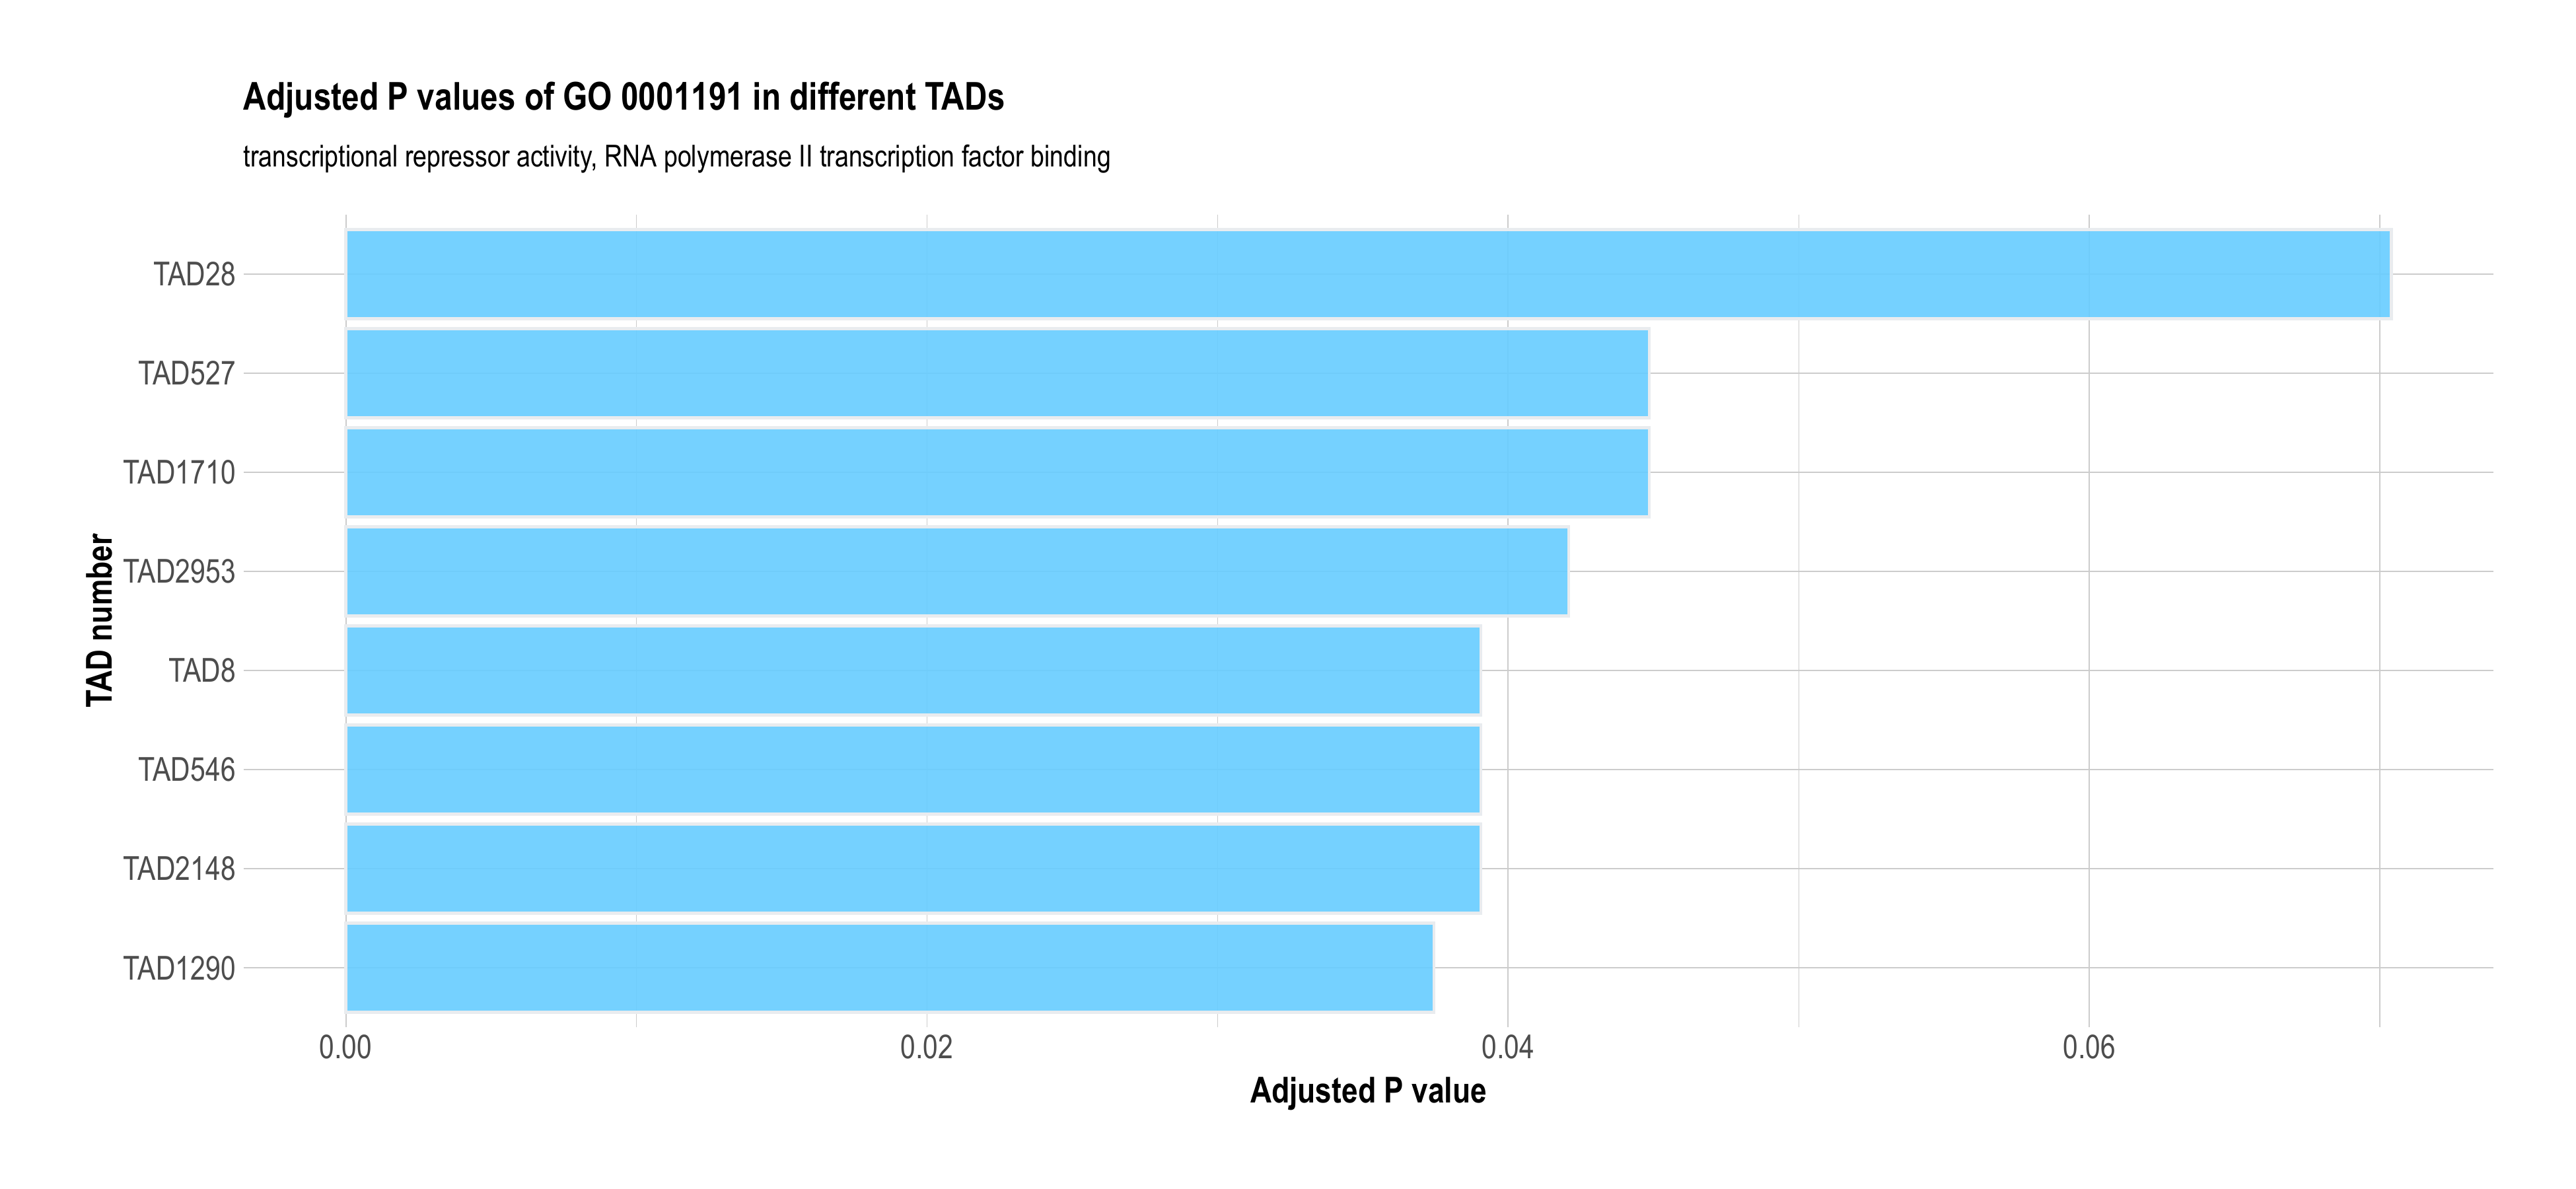 Adjusted P values of GO 0001191 in different TADs
transcriptional repressor activity, RNA polymerase II transcription factor binding
TAD number
TAD28
TAD527
TAD1710
TAD2953
TAD8
TAD546
TAD2148
TAD1290
0.00 0.02 0.04 0.06
Adjusted P value